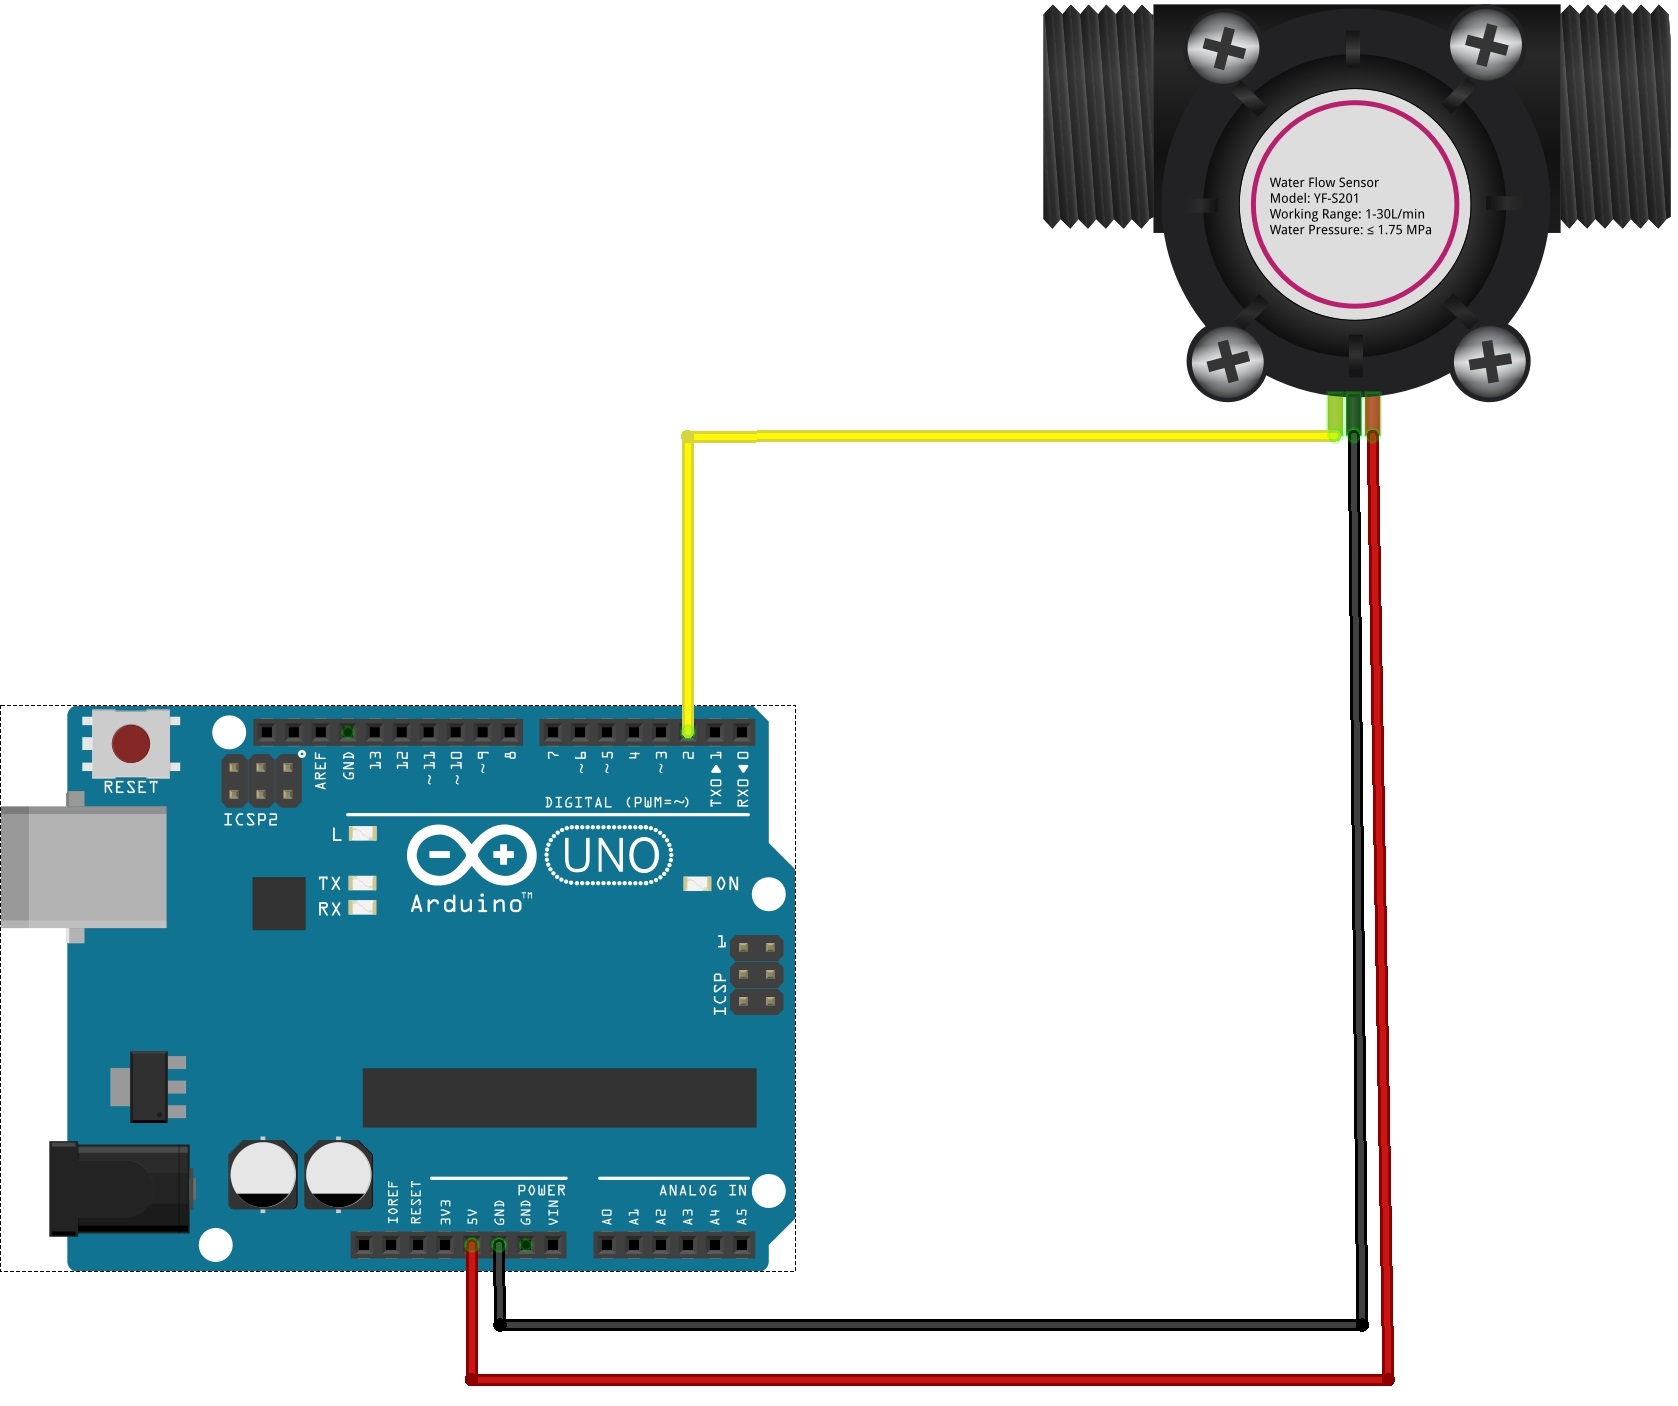 Water Flow Sensor
Model: YF-S201
Working Range: 1-30L/min
Water Pressure: ≤ 1.75 MPa
RESET
ICSP2
AREF
GND
13
12
~11
~10
~9
8
7
~6
~5
4
~3
2
TX0▶1
RX0◀0
DIGITAL (PWM=~)
L
TX
RX
UNO
Arduino™
ON
1
ICSP
IOREF
RESET
3V3
5V
GND
GND
VIN
POWER
ANALOG IN
A0
A1
A2
A3
A4
A5